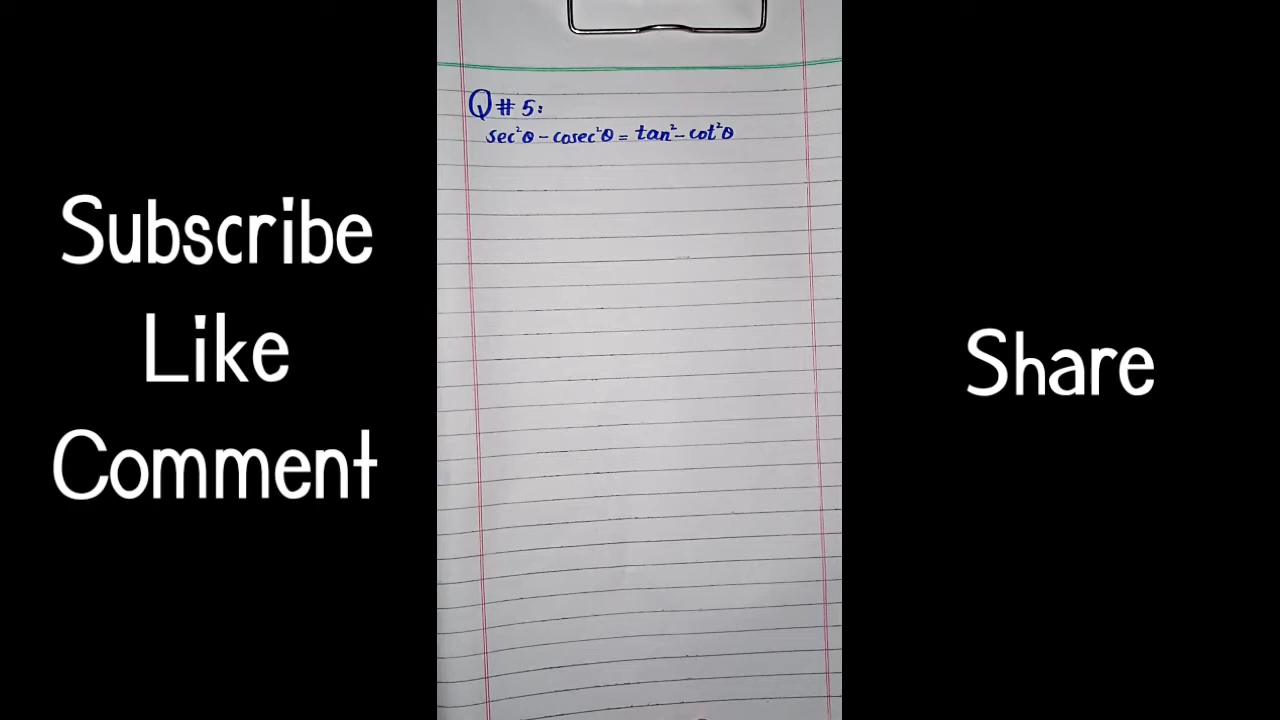 Subscribe
Like
Comment
Q # 5:
sec²θ - cosec²θ = tan² - cot²θ
Share